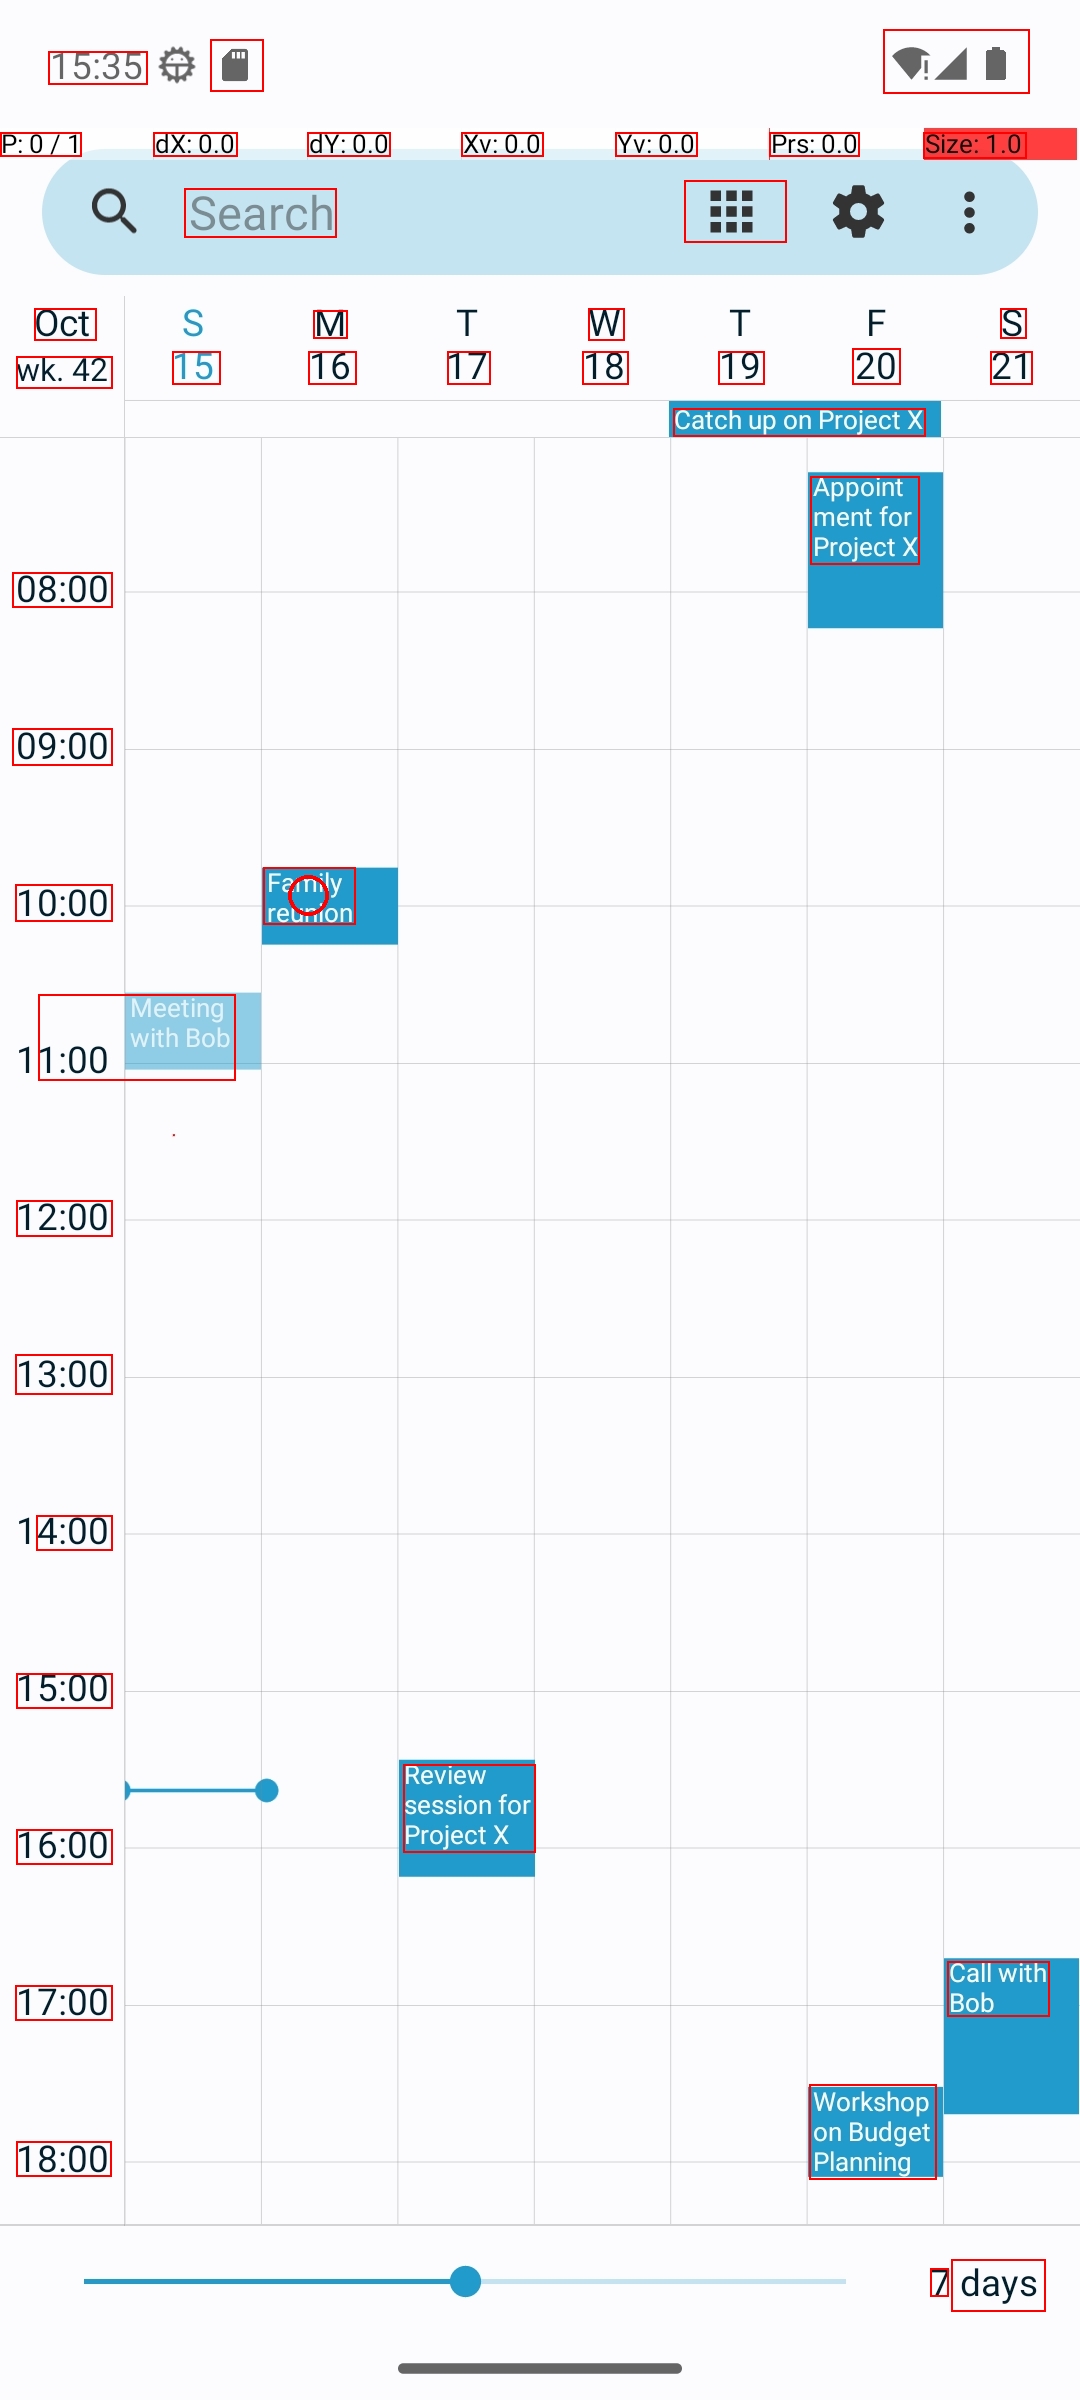 15:35
P: 0 / 1 dX: 0.0 dY: 0.0 Xv: 0.0 Yv: 0.0 Prs: 0.0 Size: 1.0
Search
Oct S M T W T F S
wk. 42 15 16 17 18 19 20 21
Catch up on Project X
Appoint
ment for
Project X
08:00
09:00
Family
reunion
10:00
Meeting
with Bob
11:00
12:00
13:00
14:00
15:00
Review
session for
Project X
16:00
Call with
Bob
17:00
Workshop
on Budget
Planning
18:00
7 days